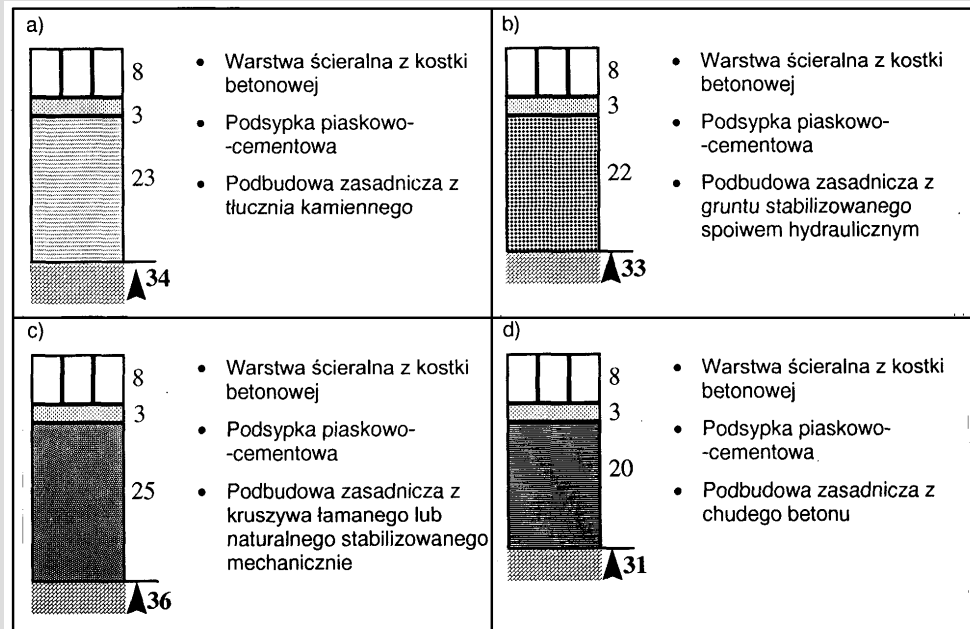 a)
8
3
23
34
• Warstwa ścieralna z kostki
betonowej
• Podsypka piaskowo-
-cementowa
• Podbudowa zasadnicza z
tłucznia kamiennego
b)
8
3
22
33
• Warstwa ścieralna z kostki
betonowej
• Podsypka piaskowo-
-cementowa
• Podbudowa zasadnicza z
gruntu stabilizowanego
spoiwem hydraulicznym
c)
8
3
25
36
• Warstwa ścieralna z kostki
betonowej
• Podsypka piaskowo-
-cementowa
• Podbudowa zasadnicza z
kruszywa łamanego lub
naturalnego stabilizowanego
mechanicznie
d)
8
3
20
31
• Warstwa ścieralna z kostki
betonowej
• Podsypka piaskowo-
-cementowa
• Podbudowa zasadnicza z
chudego betonu